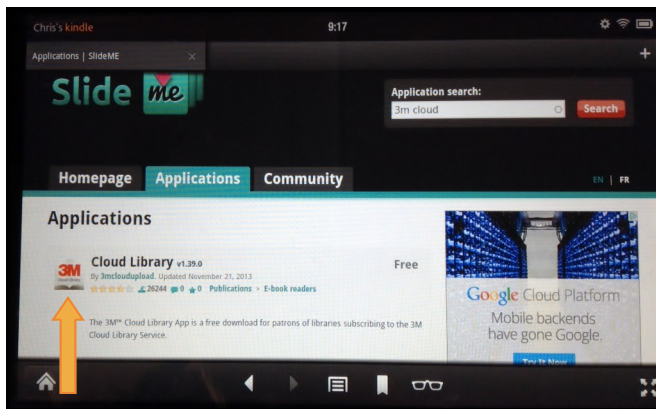 Chris's kindle
9:17
Applications | SlideME
Slide me
Application search:
3m cloud
Search
Homepage Applications Community
EN | FR
Applications
3M
Cloud Library v1.39.0
By 3mcloudupload. Updated November 21, 2013
26244 0 0 Publications > E-book readers
Free
The 3M™ Cloud Library App is a free download for patrons of libraries subscribing to the 3M
Cloud Library Service.
Google Cloud Platform
Mobile backends
have gone Google.
Try It Now